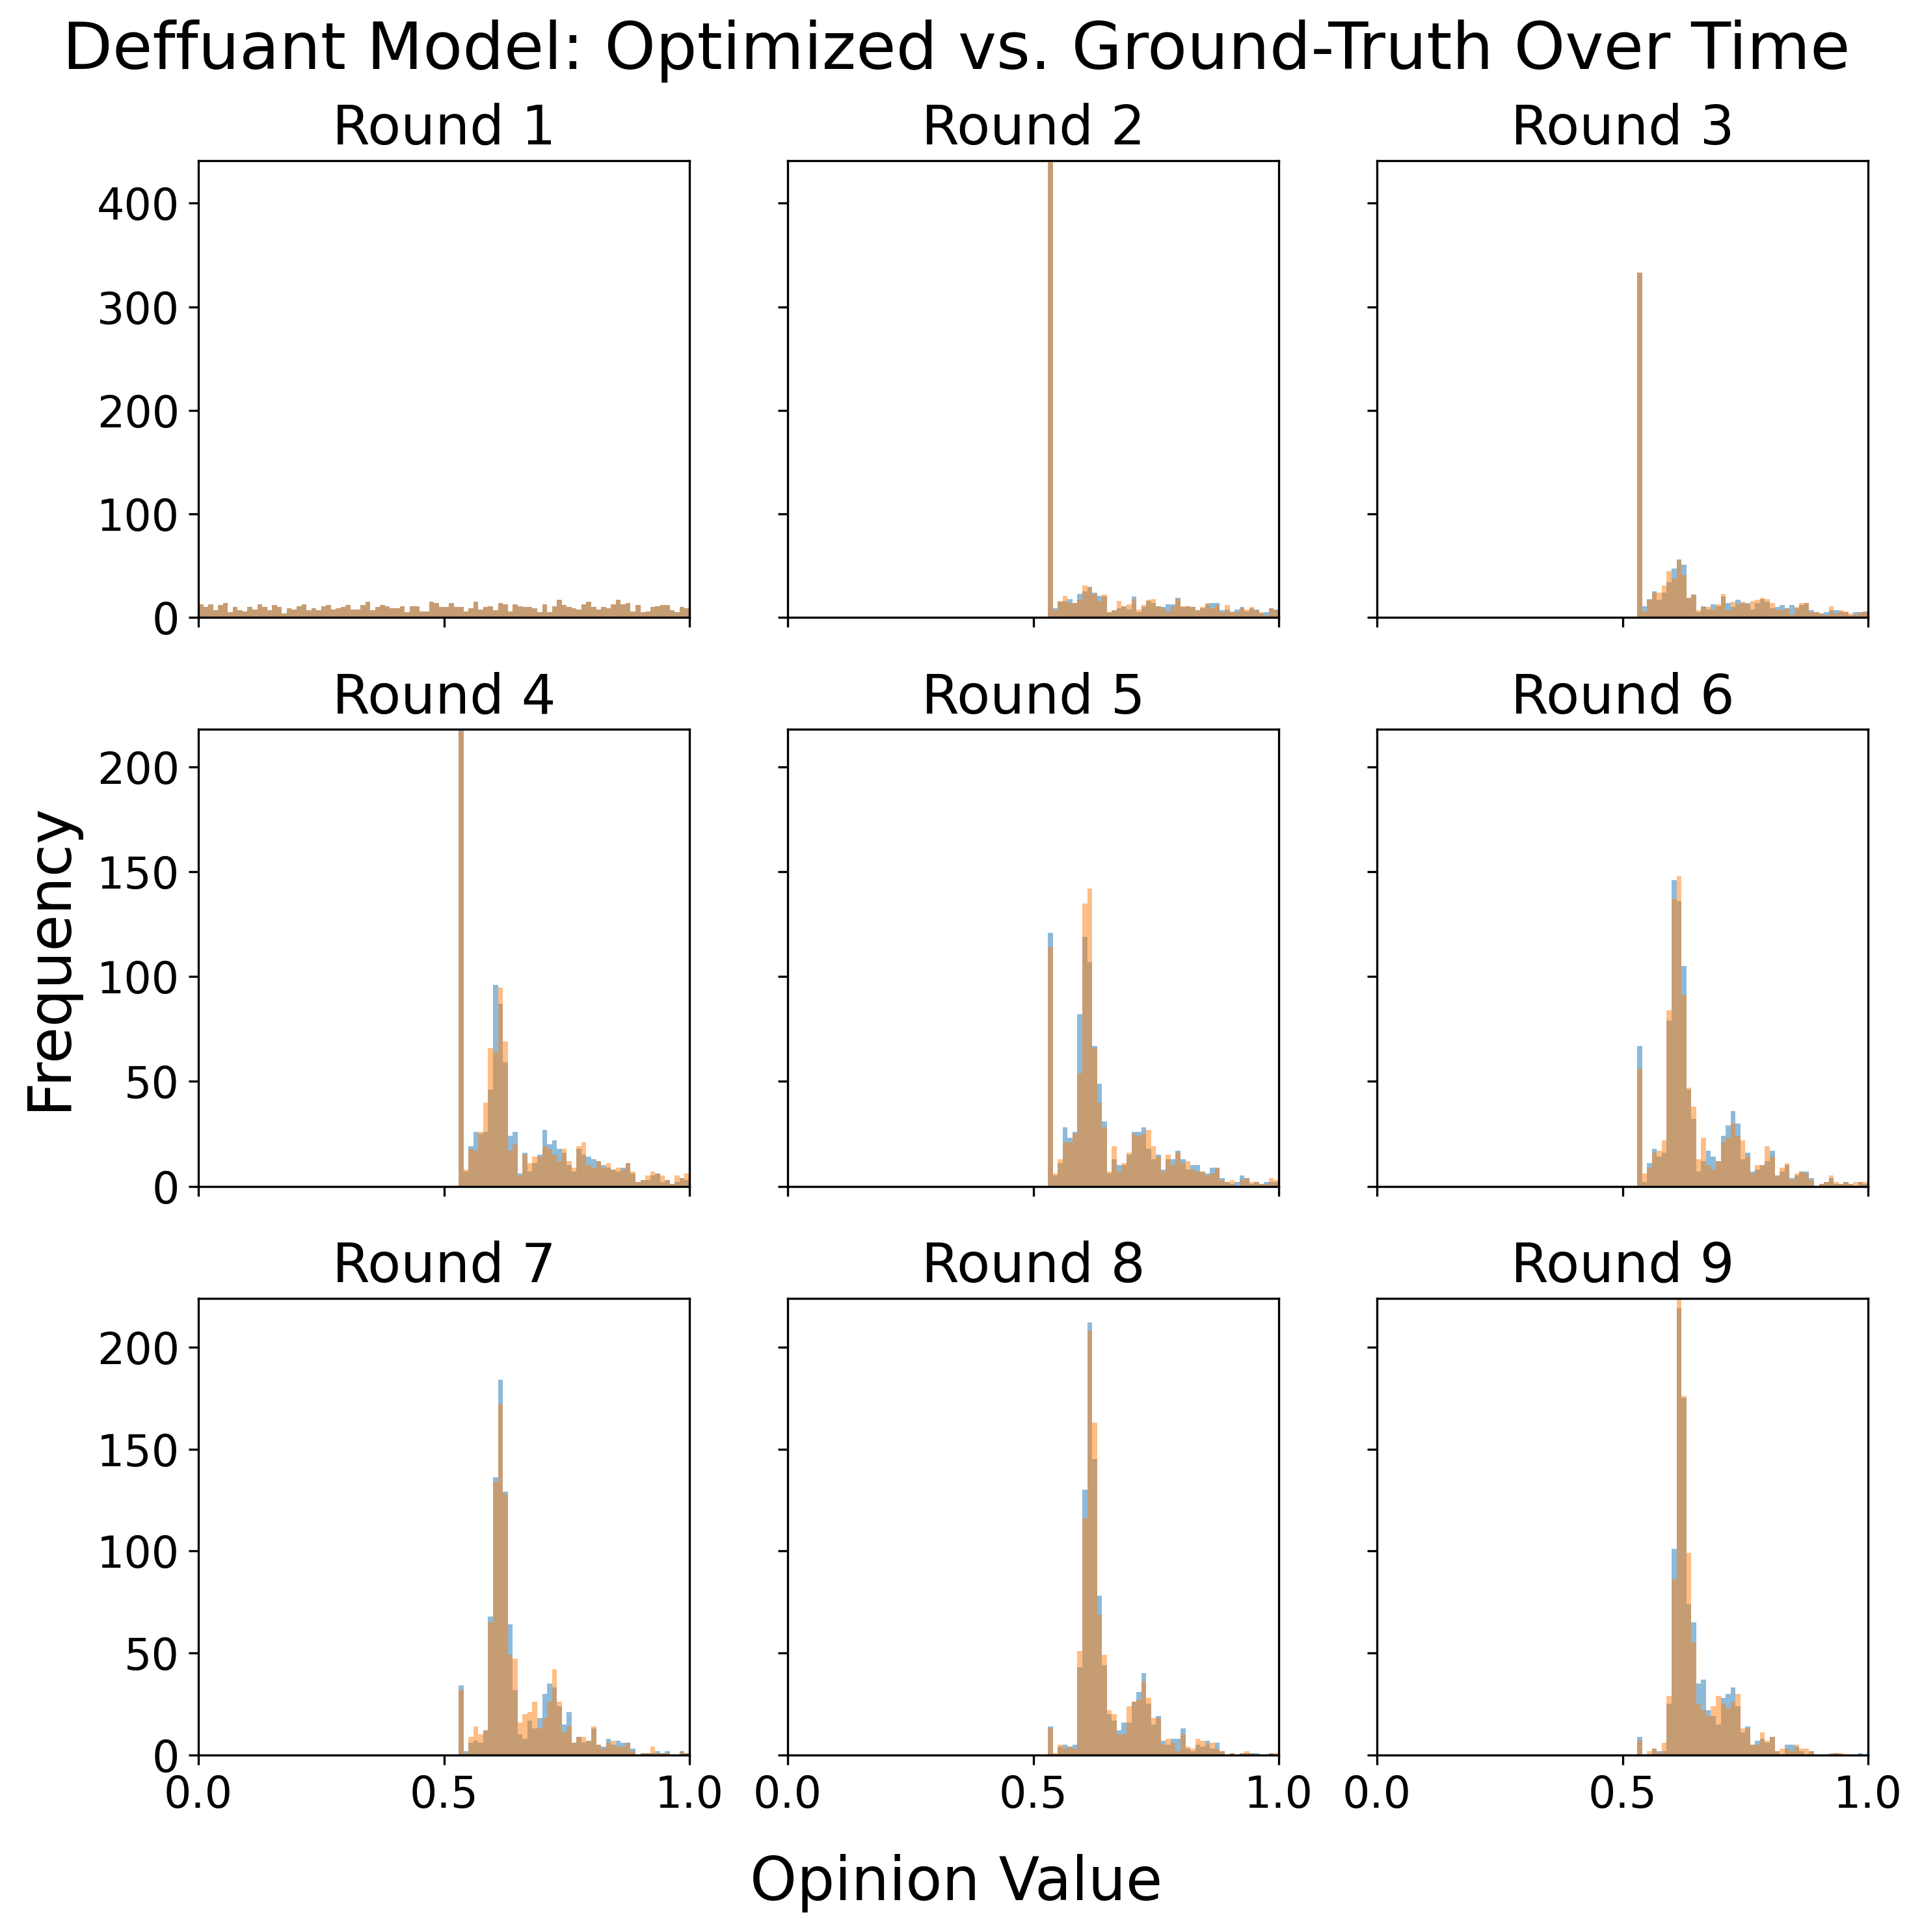 Deffuant Model: Optimized vs. Ground-Truth Over Time
Round 1
Round 2
Round 3
400
300
200
100
0
Round 4
Round 5
Round 6
200
150
100
50
0
Frequency
Round 7
Round 8
Round 9
200
150
100
50
0
0.0 0.5 1.0
0.0 0.5 1.0
0.0 0.5 1.0
Opinion Value